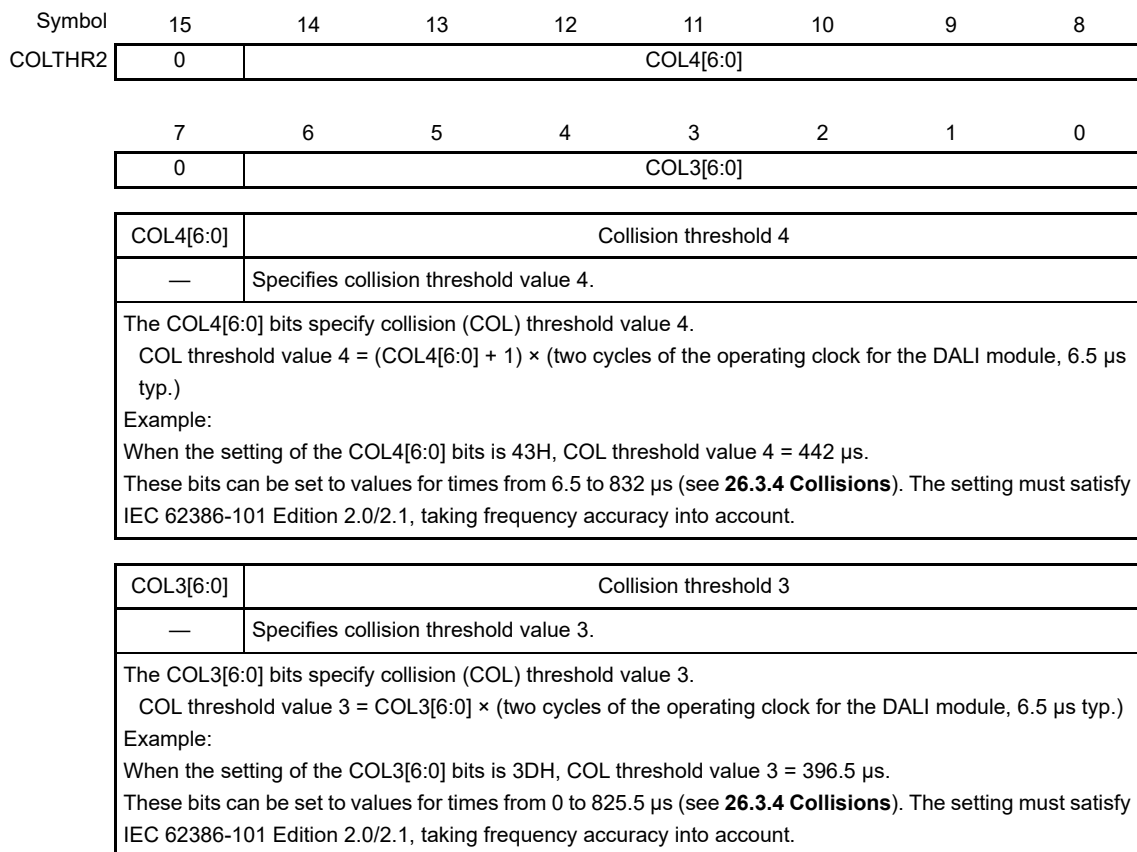 Symbol 15 14 13 12 11 10 9 8
COLTHR2 0 COL4[6:0]
7 6 5 4 3 2 1 0
0 COL3[6:0]
COL4[6:0] Collision threshold 4
— Specifies collision threshold value 4.
The COL4[6:0] bits specify collision (COL) threshold value 4.
COL threshold value 4 = (COL4[6:0] + 1) × (two cycles of the operating clock for the DALI module, 6.5 µs
typ.)
Example:
When the setting of the COL4[6:0] bits is 43H, COL threshold value 4 = 442 µs.
These bits can be set to values for times from 6.5 to 832 µs (see 26.3.4 Collisions). The setting must satisfy
IEC 62386-101 Edition 2.0/2.1, taking frequency accuracy into account.
COL3[6:0] Collision threshold 3
— Specifies collision threshold value 3.
The COL3[6:0] bits specify collision (COL) threshold value 3.
COL threshold value 3 = COL3[6:0] × (two cycles of the operating clock for the DALI module, 6.5 µs typ.)
Example:
When the setting of the COL3[6:0] bits is 3DH, COL threshold value 3 = 396.5 µs.
These bits can be set to values for times from 0 to 825.5 µs (see 26.3.4 Collisions). The setting must satisfy
IEC 62386-101 Edition 2.0/2.1, taking frequency accuracy into account.